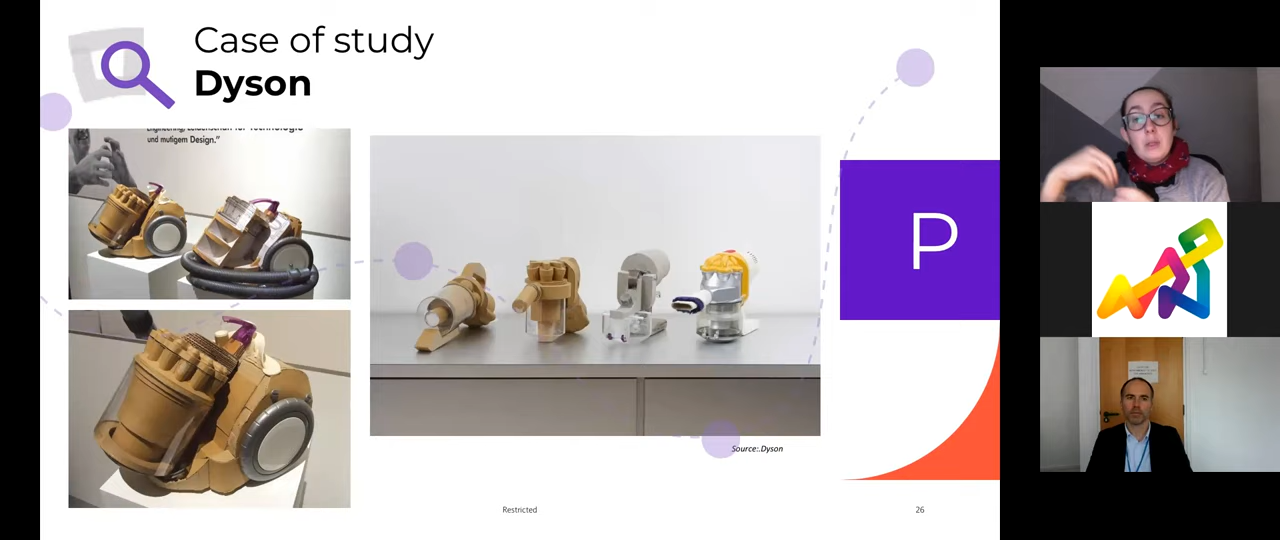 Case of study
Dyson
und mutigem Design."
P
Source:.Dyson
Restricted
26